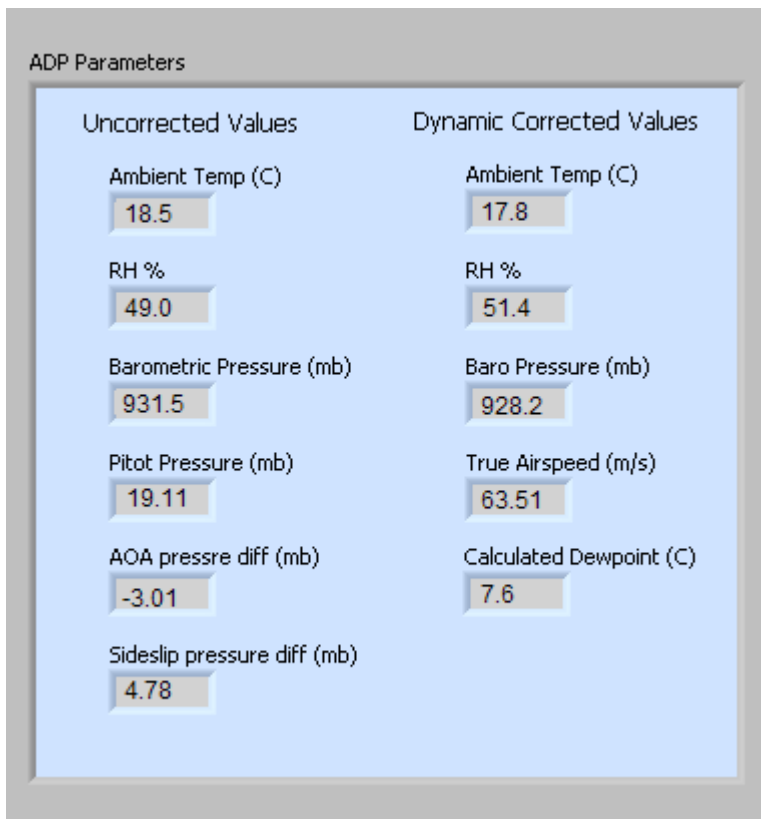 ADP Parameters
Uncorrected Values
Ambient Temp (C)
18.5
RH %
49.0
Barometric Pressure (mb)
931.5
Pitot Pressure (mb)
19.11
AOA pressre diff (mb)
-3.01
Sideslip pressure diff (mb)
4.78
Dynamic Corrected Values
Ambient Temp (C)
17.8
RH %
51.4
Baro Pressure (mb)
928.2
True Airspeed (m/s)
63.51
Calculated Dewpoint (C)
7.6